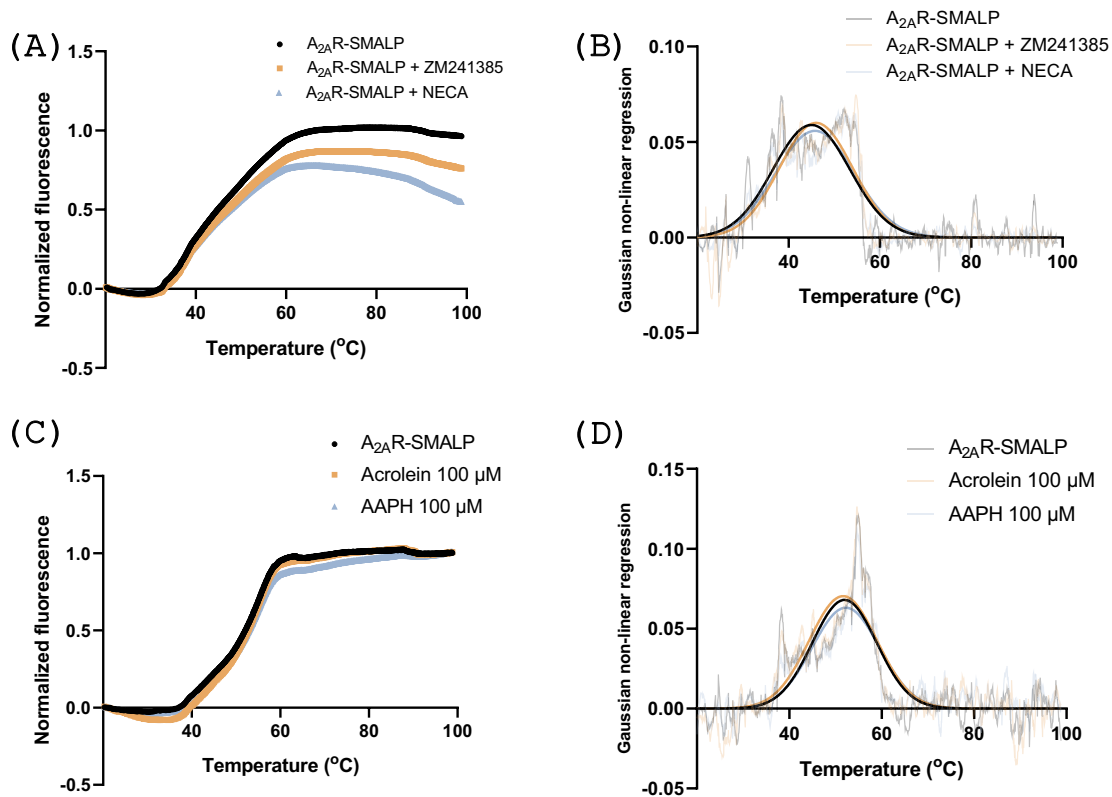 (A)
A2AR-SMALP
A2AR-SMALP + ZM241385
A2AR-SMALP + NECA
Normalized fluorescence
1.5
1.0
0.5
0.0
-0.5
40 60 80 100
Temperature (oC)
(B)
A2AR-SMALP
A2AR-SMALP + ZM241385
A2AR-SMALP + NECA
Gaussian non-linear regression
0.10
0.05
0.00
-0.05
40 60 80 100
Temperature (oC)
(C)
A2AR-SMALP
Acrolein 100 µM
AAPH 100 µM
Normalized fluorescence
1.5
1.0
0.5
0.0
-0.5
40 60 80 100
Temperature (oC)
(D)
A2AR-SMALP
Acrolein 100 µM
AAPH 100 µM
Gaussian non-linear regression
0.15
0.10
0.05
0.00
-0.05
40 60 80 100
Temperature (oC)